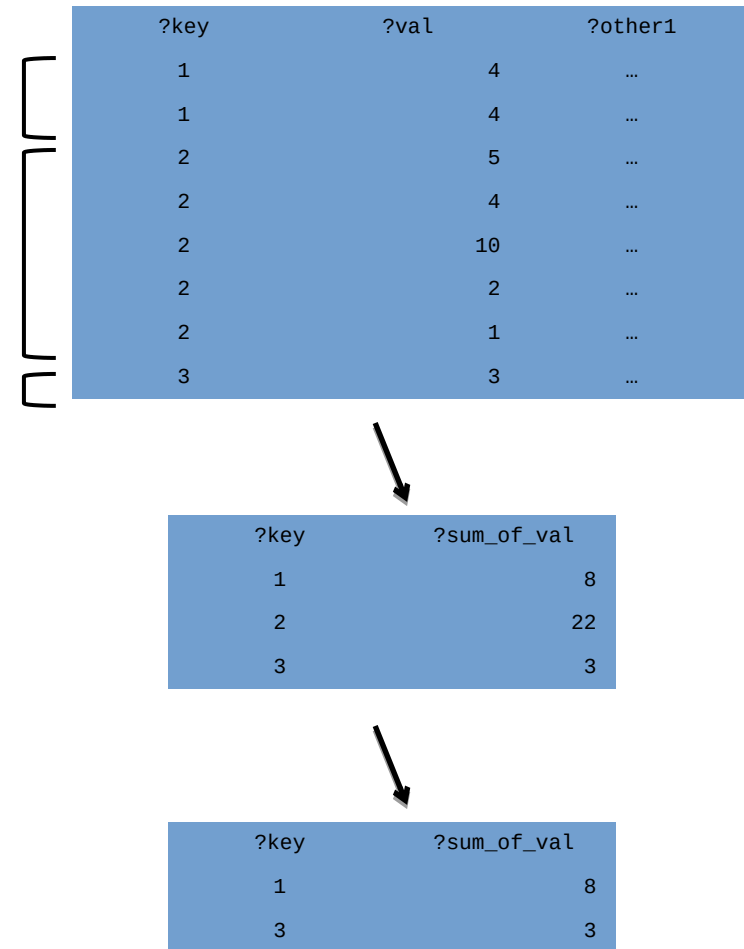 ?key ?val ?other1
1 4 …
1 4 …
2 5 …
2 4 …
2 10 …
2 2 …
2 1 …
3 3 …
?key ?sum_of_val
1 8
2 22
3 3
?key ?sum_of_val
1 8
3 3